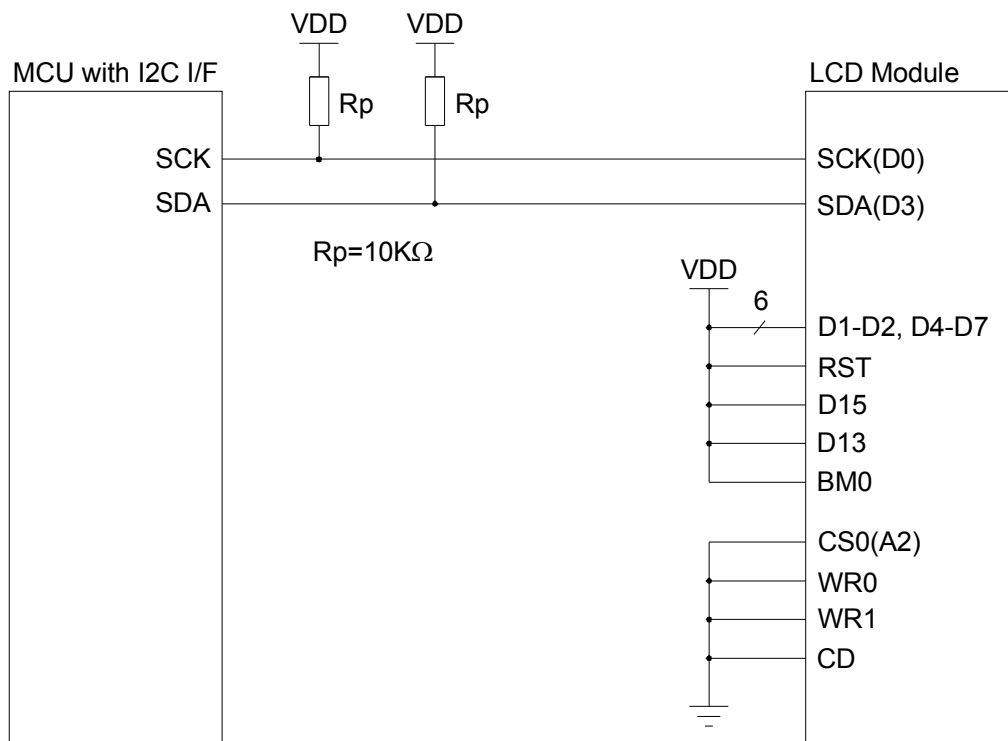 VDD
VDD
MCU with I2C I/F
LCD Module
Rp
Rp
SCK
SCK(D0)
SDA
SDA(D3)
Rp=10KΩ
VDD
6
D1-D2, D4-D7
RST
D15
D13
BM0
CS0(A2)
WR0
WR1
CD